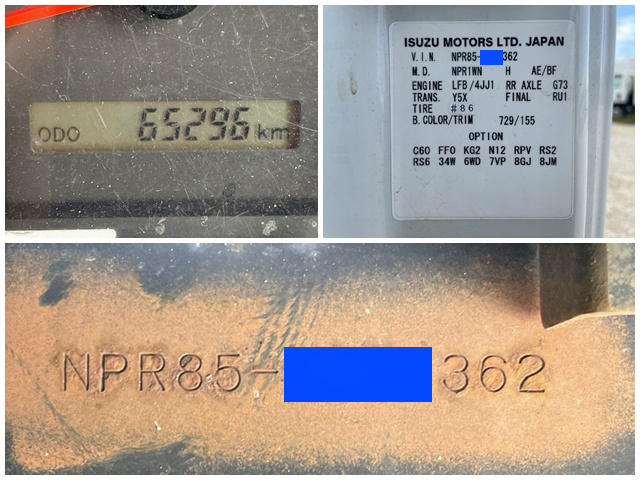 ODO 65296 km
ISUZU MOTORS LTD. JAPAN
V.I.N. NPR85- 362
M.D. NPR1WN H AE/BF
ENGINE LFB/4JJ1 RR AXLE G73
TRANS. Y5X FINAL RU1
TIRE #86
B.COLOR/TRIM 729/155
OPTION
C60 FF0 KG2 N12 RPV RS2
RS6 34W 6WD 7VP 8GJ 8JM
NPR85- 362